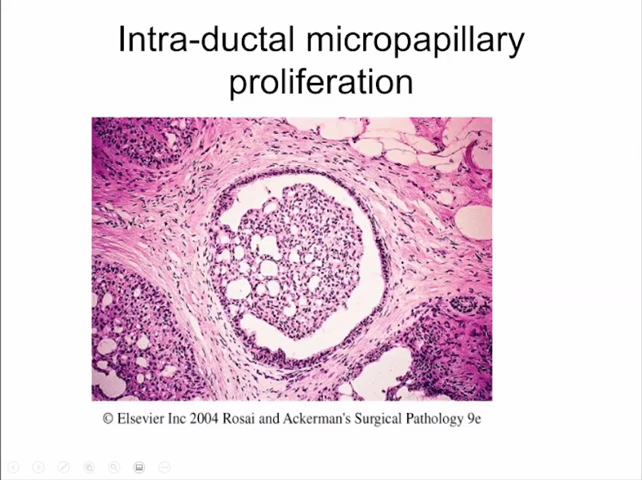 Intra-ductal micropapillary
proliferation
© Elsevier Inc 2004 Rosai and Ackerman's Surgical Pathology 9e